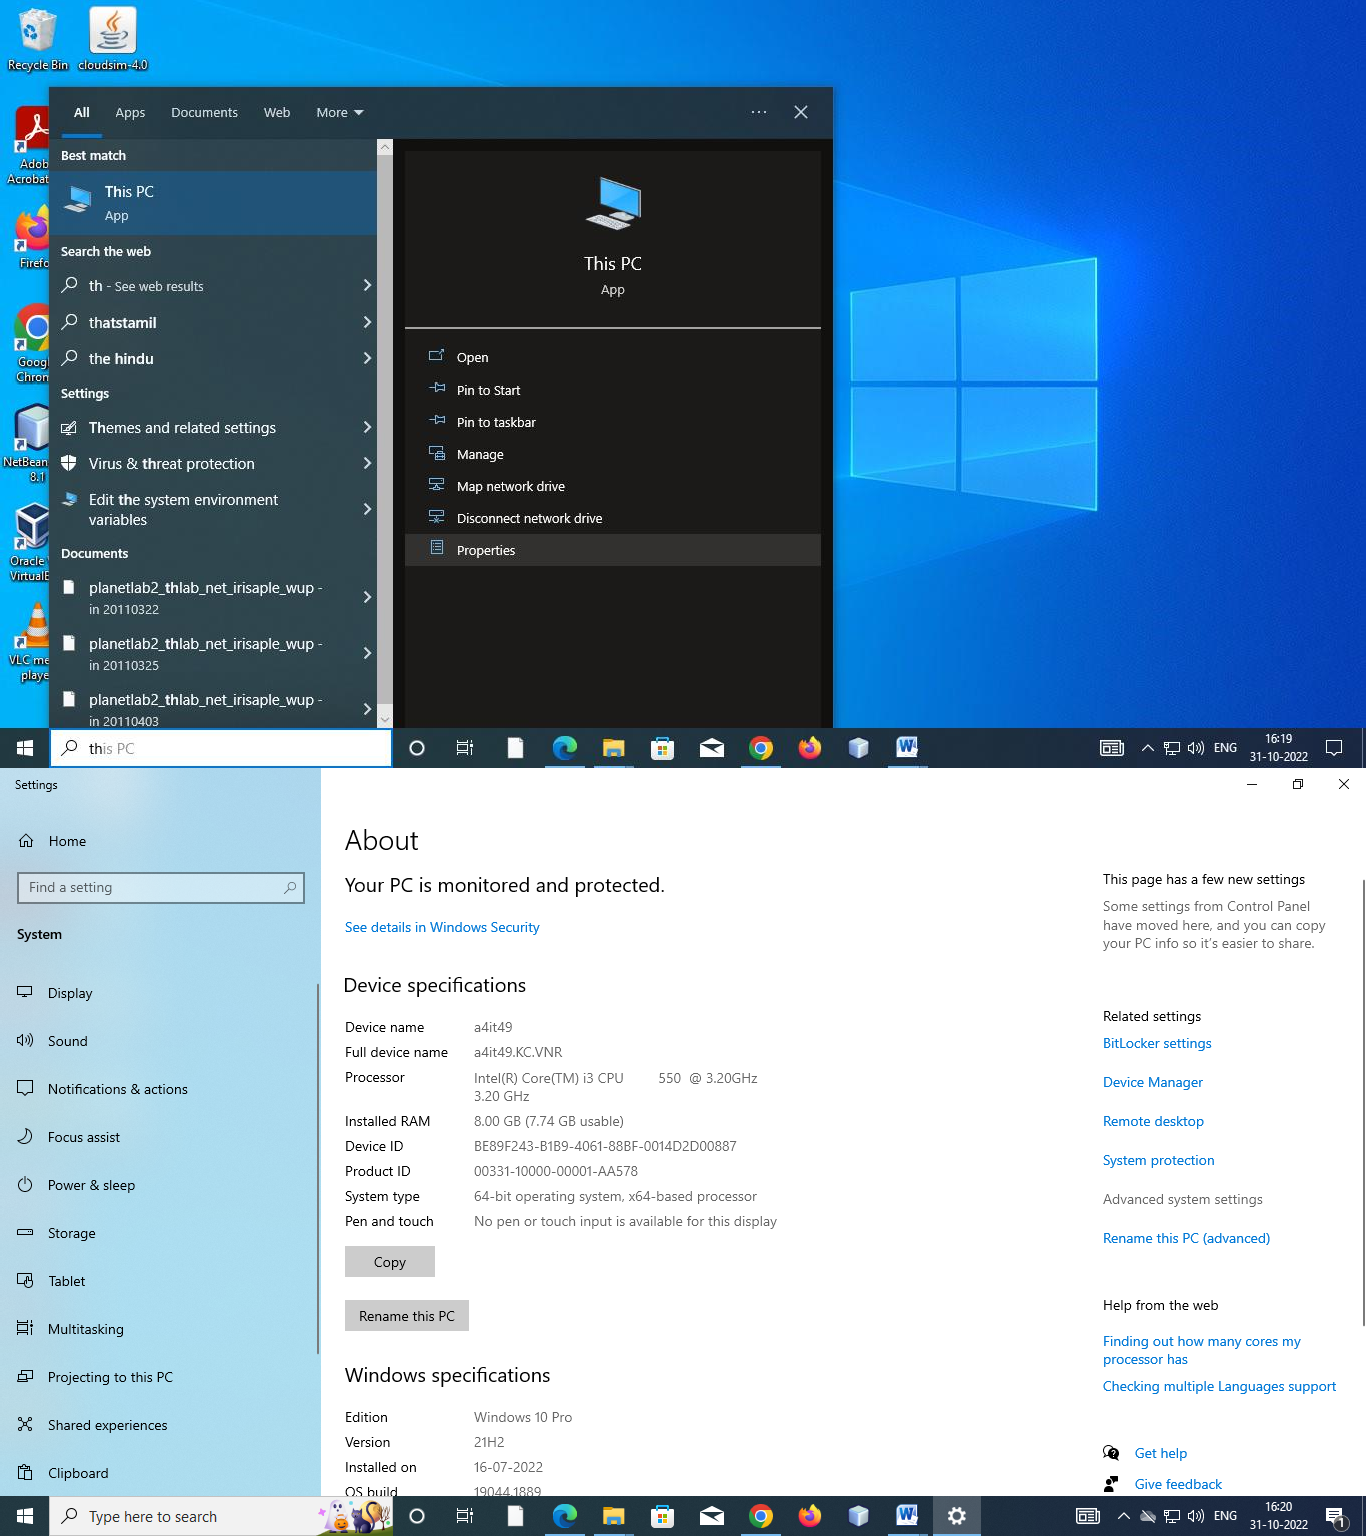 Recycle Bin
cloudsim-4.0
All Apps Documents Web More
Best match
This PC
App
Search the web
th - See web results
thatstamil
the hindu
Settings
Themes and related settings
Virus & threat protection
Edit the system environment
variables
Documents
planetlab2_thlab_net_irisaple_wup -
in 20110322
planetlab2_thlab_net_irisaple_wup -
in 20110325
planetlab2_thlab_net_irisaple_wup -
in 20110403
Adob
Acrobat
Firefo
Googl
Chrom
NetBean
8.1
Oracle
VirtualB
VLC me
playe
This PC
App
Open
Pin to Start
Pin to taskbar
Manage
Map network drive
Disconnect network drive
Properties
this PC
ENG
16:19
31-10-2022
Settings
Home
Find a setting
System
Display
Sound
Notifications & actions
Focus assist
Power & sleep
Storage
Tablet
Multitasking
Projecting to this PC
Shared experiences
Clipboard
About
Your PC is monitored and protected.
See details in Windows Security
Device specifications
Device name a4it49
Full device name a4it49.KC.VNR
Processor Intel(R) Core(TM) i3 CPU 550 @ 3.20GHz
3.20 GHz
Installed RAM 8.00 GB (7.74 GB usable)
Device ID BE89F243-B1B9-4061-88BF-0014D2D00887
Product ID 00331-10000-00001-AA578
System type 64-bit operating system, x64-based processor
Pen and touch No pen or touch input is available for this display
Copy
Rename this PC
Windows specifications
Edition Windows 10 Pro
Version 21H2
Installed on 16-07-2022
OS build 19044.1889
This page has a few new settings
Some settings from Control Panel
have moved here, and you can copy
your PC info so it's easier to share.
Related settings
BitLocker settings
Device Manager
Remote desktop
System protection
Advanced system settings
Rename this PC (advanced)
Help from the web
Finding out how many cores my
processor has
Checking multiple Languages support
Get help
Give feedback
Type here to search
ENG
16:20
31-10-2022
1